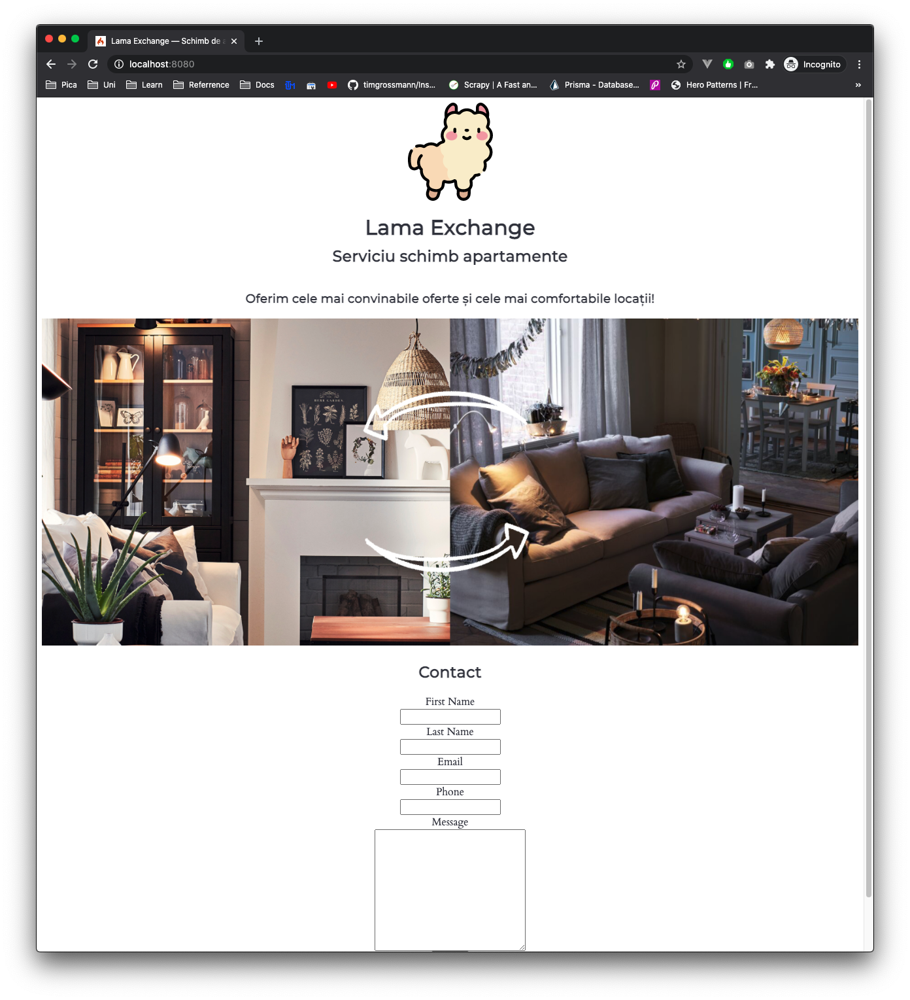 Lama Exchange — Schimb de a
localhost:8080
Incognito
Pica
Uni
Learn
Referrence
Docs
timgrossmann/Ins...
Scrapy | A Fast an...
Prisma - Database...
Hero Patterns | Fr...
»
Lama Exchange
Serviciu schimb apartamente
Oferim cele mai convinabile oferte și cele mai comfortabile locații!
HERB GARDEN.
Contact
First Name
Last Name
Email
Phone
Message